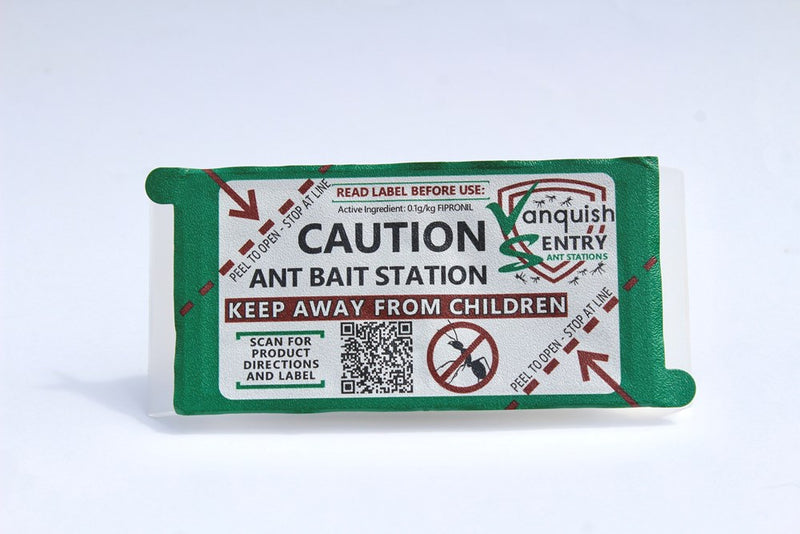 PEEL TO OPEN - STOP AT LINE
READ LABEL BEFORE USE:
Active Ingredient: 0.1g/kg FIPRONIL
CAUTION
ANT BAIT STATION
Vanquish
SENTRY
ANT STATIONS
KEEP AWAY FROM CHILDREN
SCAN FOR
PRODUCT
DIRECTIONS
AND LABEL
PEEL TO OPEN - STOP AT LINE